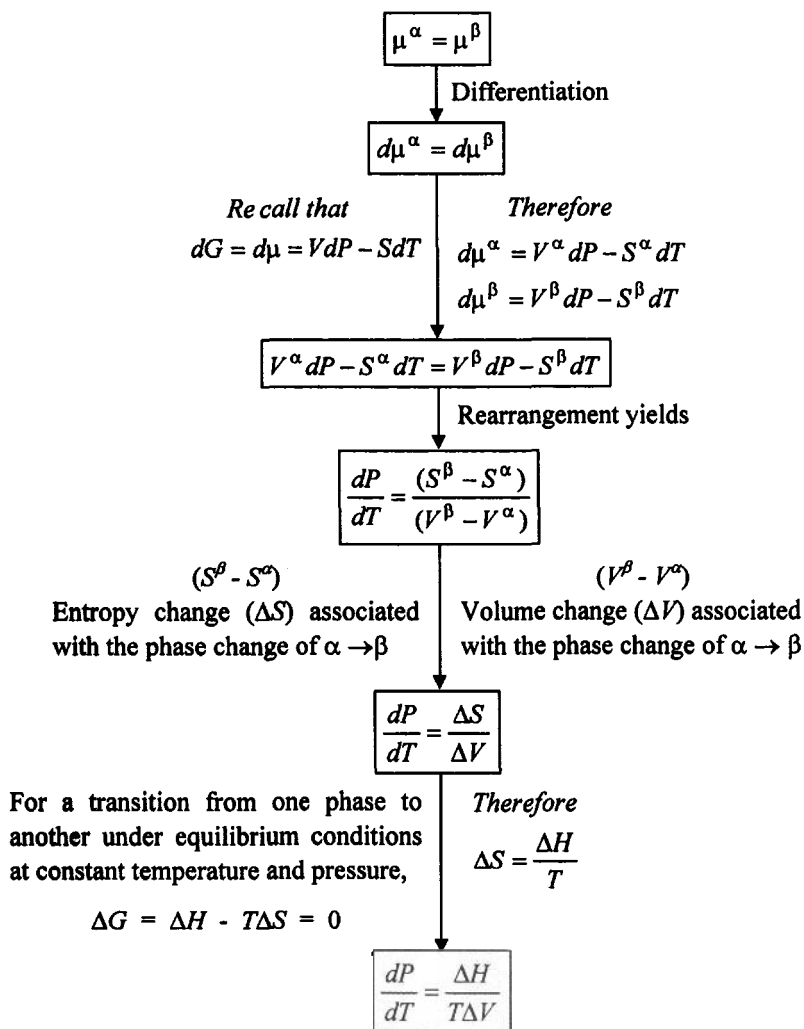 μ^α = μ^β
Differentiation
dμ^α = dμ^β
Re call that
dG = dμ = VdP – SdT
Therefore
dμ^α = V^α dP – S^α dT
dμ^β = V^β dP – S^β dT
V^α dP – S^α dT = V^β dP – S^β dT
Rearrangement yields
dP/dT = (S^β – S^α)/(V^β – V^α)
(S^β - S^α)
Entropy change (ΔS) associated
with the phase change of α →β
(V^β - V^α)
Volume change (ΔV) associated
with the phase change of α → β
dP/dT = ΔS/ΔV
For a transition from one phase to
another under equilibrium conditions
at constant temperature and pressure,
ΔG = ΔH - TΔS = 0
Therefore
ΔS = ΔH/T
dP/dT = ΔH/TΔV